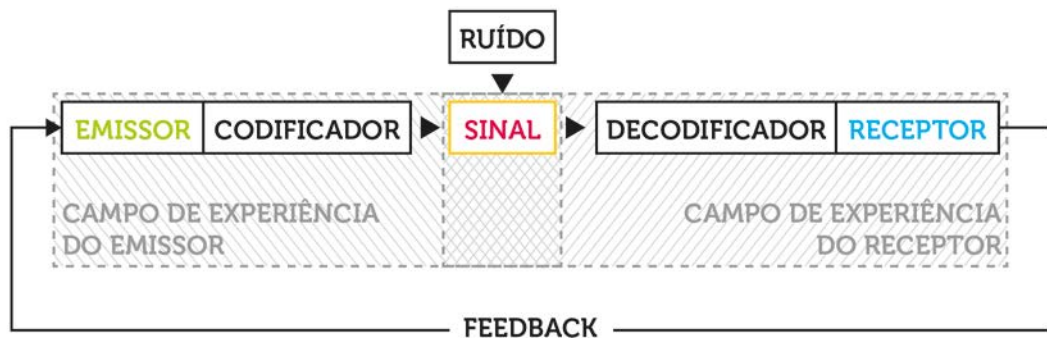 RUÍDO
EMISSOR CODIFICADOR SINAL DECODIFICADOR RECEPTOR
CAMPO DE EXPERIÊNCIA
DO EMISSOR
CAMPO DE EXPERIÊNCIA
DO RECEPTOR
FEEDBACK